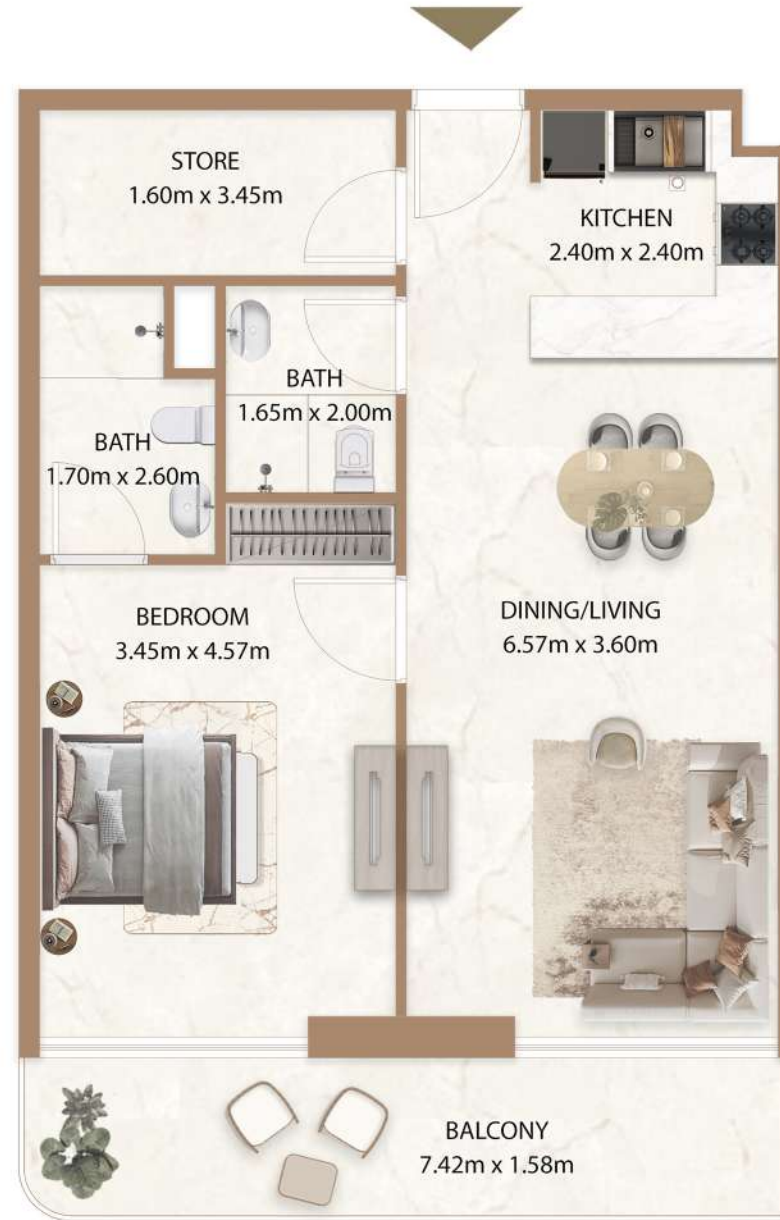 STORE
1.60m x 3.45m
KITCHEN
2.40m x 2.40m
BATH
1.65m x 2.00m
BATH
1.70m x 2.60m
BEDROOM
3.45m x 4.57m
DINING/LIVING
6.57m x 3.60m
BALCONY
7.42m x 1.58m